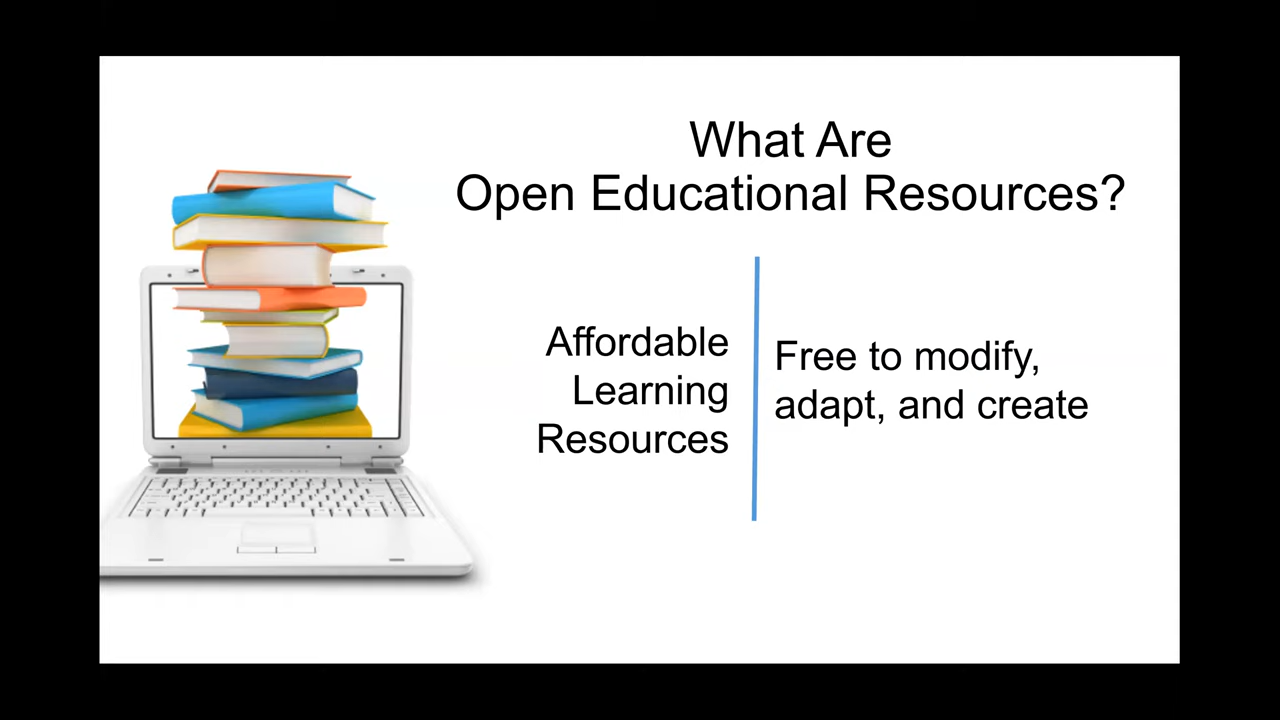 What Are
Open Educational Resources?
Affordable
Learning
Resources
Free to modify,
adapt, and create